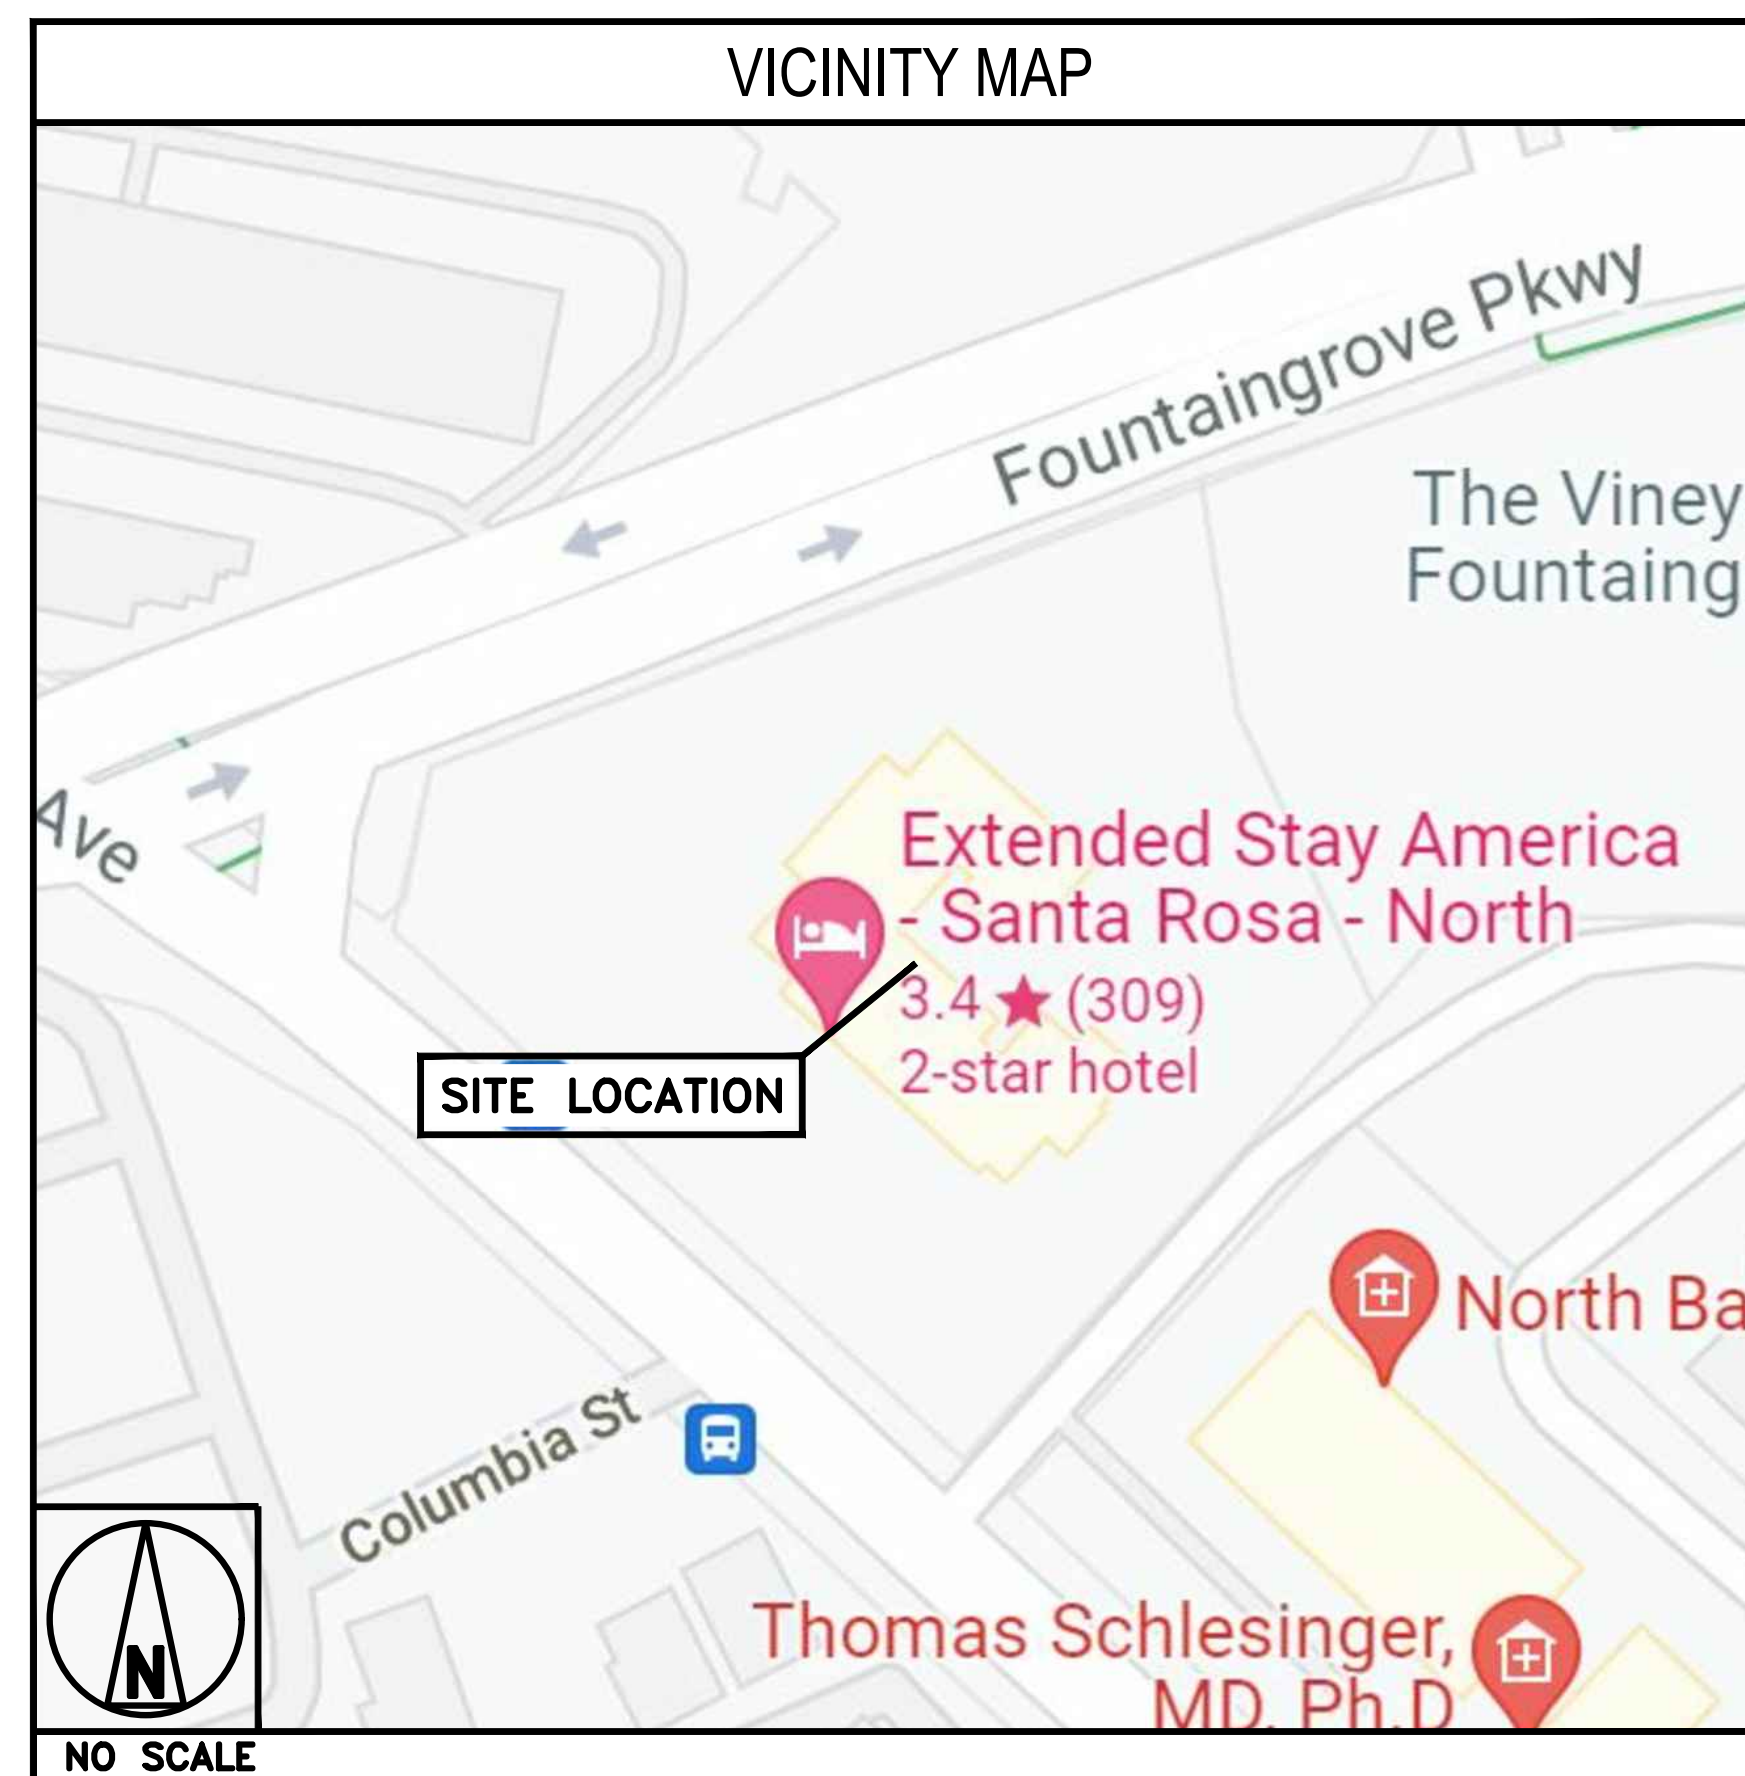 VICINITY MAP
Fountaingrove Pkwy
The Viney
Fountaing
Ave
Extended Stay America
- Santa Rosa - North
3.4 ★ (309)
2-star hotel
SITE LOCATION
North Ba
Columbia St
Thomas Schlesinger,
MD, Ph.D
N
NO SCALE